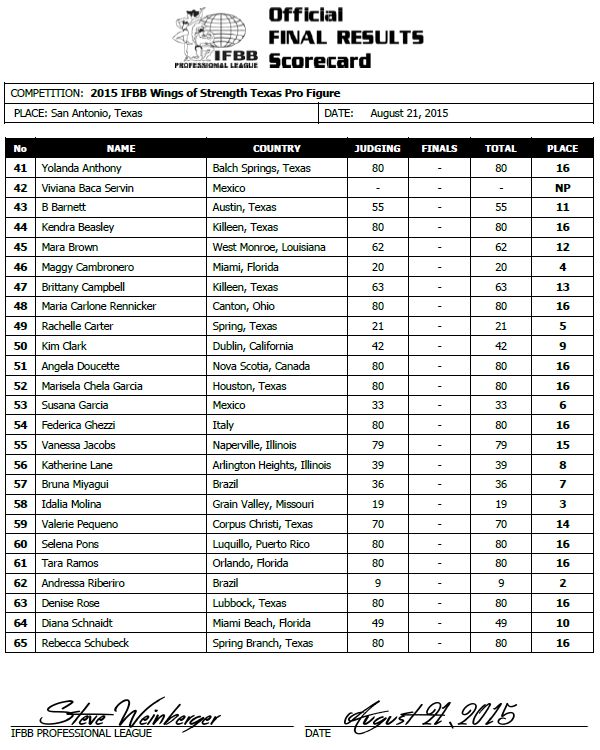 IFBB
PROFESSIONAL LEAGUE
Official
FINAL RESULTS
Scorecard
COMPETITION: 2015 IFBB Wings of Strength Texas Pro Figure
PLACE: San Antonio, Texas DATE: August 21, 2015
No NAME COUNTRY JUDGING FINALS TOTAL PLACE
41 Yolanda Anthony Balch Springs, Texas 80 - 80 16
42 Viviana Baca Servin Mexico - - - NP
43 B Barnett Austin, Texas 55 - 55 11
44 Kendra Beasley Killeen, Texas 80 - 80 16
45 Mara Brown West Monroe, Louisiana 62 - 62 12
46 Maggy Cambronero Miami, Florida 20 - 20 4
47 Brittany Campbell Killeen, Texas 63 - 63 13
48 Maria Carlone Rennicker Canton, Ohio 80 - 80 16
49 Rachelle Carter Spring, Texas 21 - 21 5
50 Kim Clark Dublin, California 42 - 42 9
51 Angela Doucette Nova Scotia, Canada 80 - 80 16
52 Marisela Chela Garcia Houston, Texas 80 - 80 16
53 Susana Garcia Mexico 33 - 33 6
54 Federica Ghezzi Italy 80 - 80 16
55 Vanessa Jacobs Naperville, Illinois 79 - 79 15
56 Katherine Lane Arlington Heights, Illinois 39 - 39 8
57 Bruna Miyagui Brazil 36 - 36 7
58 Idalia Molina Grain Valley, Missouri 19 - 19 3
59 Valerie Pequeno Corpus Christi, Texas 70 - 70 14
60 Selena Pons Luquillo, Puerto Rico 80 - 80 16
61 Tara Ramos Orlando, Florida 80 - 80 16
62 Andressa Riberiro Brazil 9 - 9 2
63 Denise Rose Lubbock, Texas 80 - 80 16
64 Diana Schnaidt Miami Beach, Florida 49 - 49 10
65 Rebecca Schubeck Spring Branch, Texas 80 - 80 16
Steve Weinberger August 21, 2015
IFBB PROFESSIONAL LEAGUE DATE